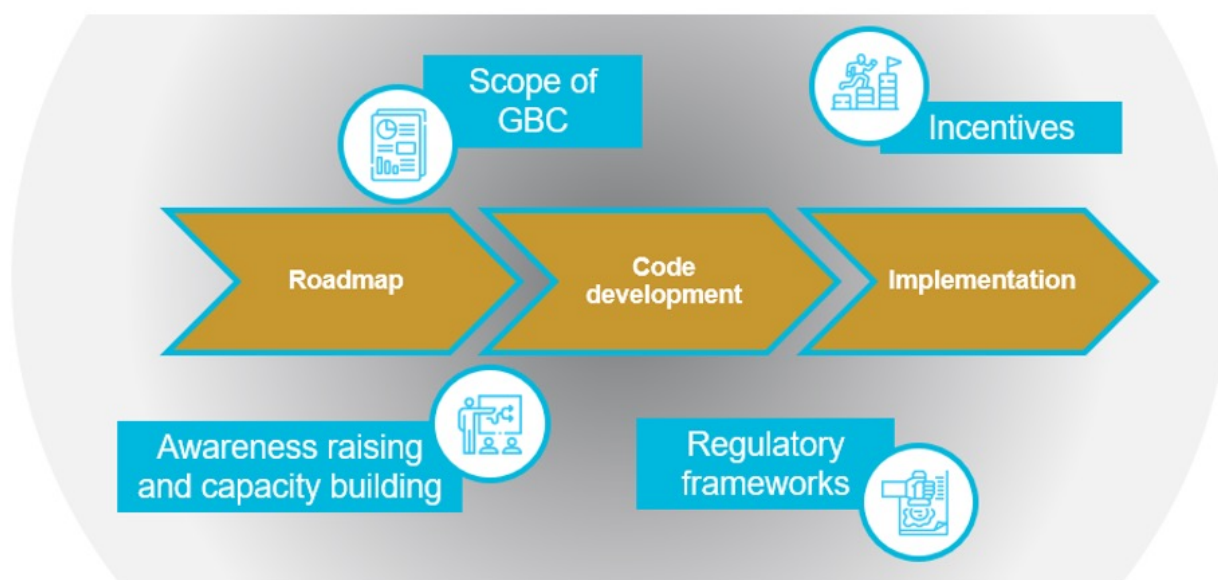 Scope of
GBC
Incentives
Roadmap
Code
development
Implementation
Awareness raising
and capacity building
Regulatory
frameworks